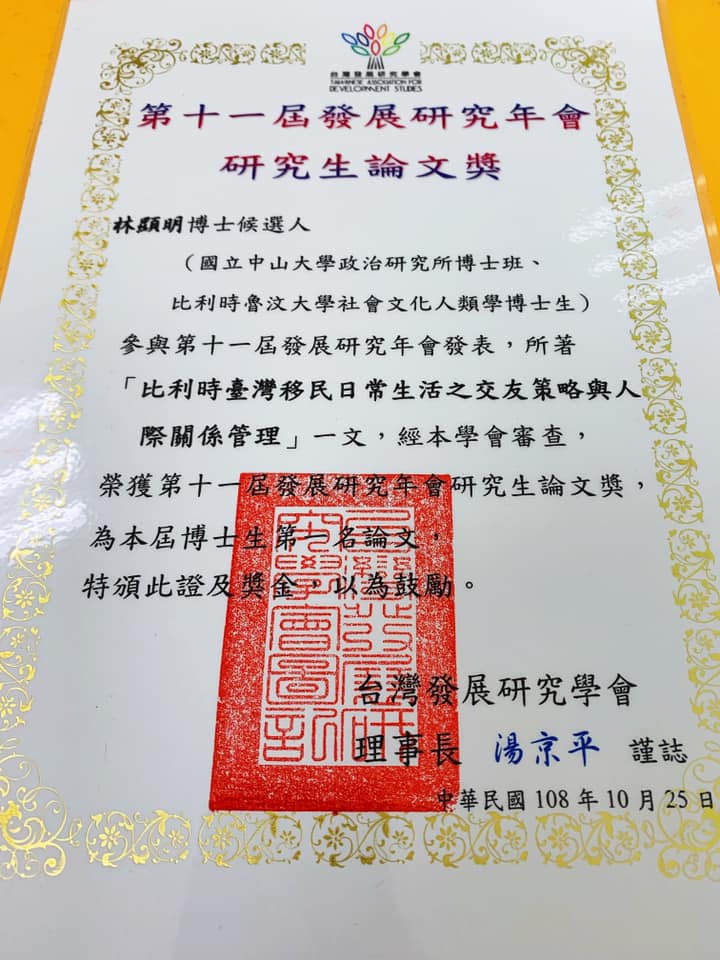 台灣發展研究學會
TAIWANESE ASSOCIATION FOR
DEVELOPMENT STUDIES
第十一屆發展研究年會
研究生論文獎
林顯明博士候選人
（國立中山大學政治研究所博士班、
比利時魯汶大學社會文化人類學博士生）
參與第十一屆發展研究年會發表，所著
「比利時臺灣移民日常生活之交友策略與人
際關係管理」一文，經本學會審查，
榮獲第十一屆發展研究年會研究生論文獎，
為本屆博士生第一名論文，
特頒此證及獎金，以為鼓勵。
台灣發展研究學會
理事長 湯京平 謹誌
中華民國 108 年 10 月 25 日